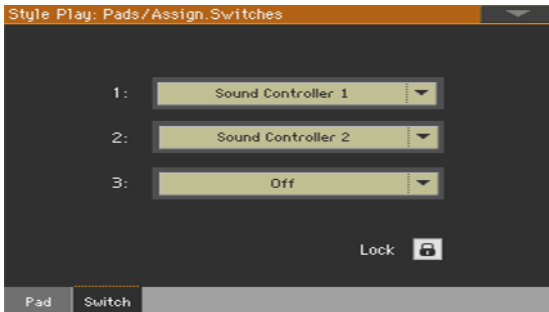 Style Play: Pads/Assign.Switches
1: Sound Controller 1
2: Sound Controller 2
3: Off
Lock
Pad Switch